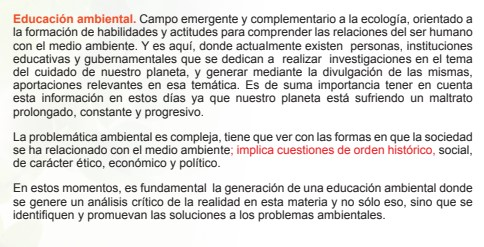 Educación ambiental. Campo emergente y complementario a la ecología, orientado a
la formación de habilidades y actitudes para comprender las relaciones del ser humano
con el medio ambiente. Y es aquí, donde actualmente existen personas, instituciones
educativas y gubernamentales que se dedican a realizar investigaciones en el tema
del cuidado de nuestro planeta, y generar mediante la divulgación de las mismas,
aportaciones relevantes en esa temática. Es de suma importancia tener en cuenta
esta información en estos días ya que nuestro planeta está sufriendo un maltrato
prolongado, constante y progresivo.
La problemática ambiental es compleja, tiene que ver con las formas en que la sociedad
se ha relacionado con el medio ambiente; implica cuestiones de orden histórico, social,
de carácter ético, económico y político.
En estos momentos, es fundamental la generación de una educación ambiental donde
se genere un análisis crítico de la realidad en esta materia y no sólo eso, sino que se
identifiquen y promuevan las soluciones a los problemas ambientales.